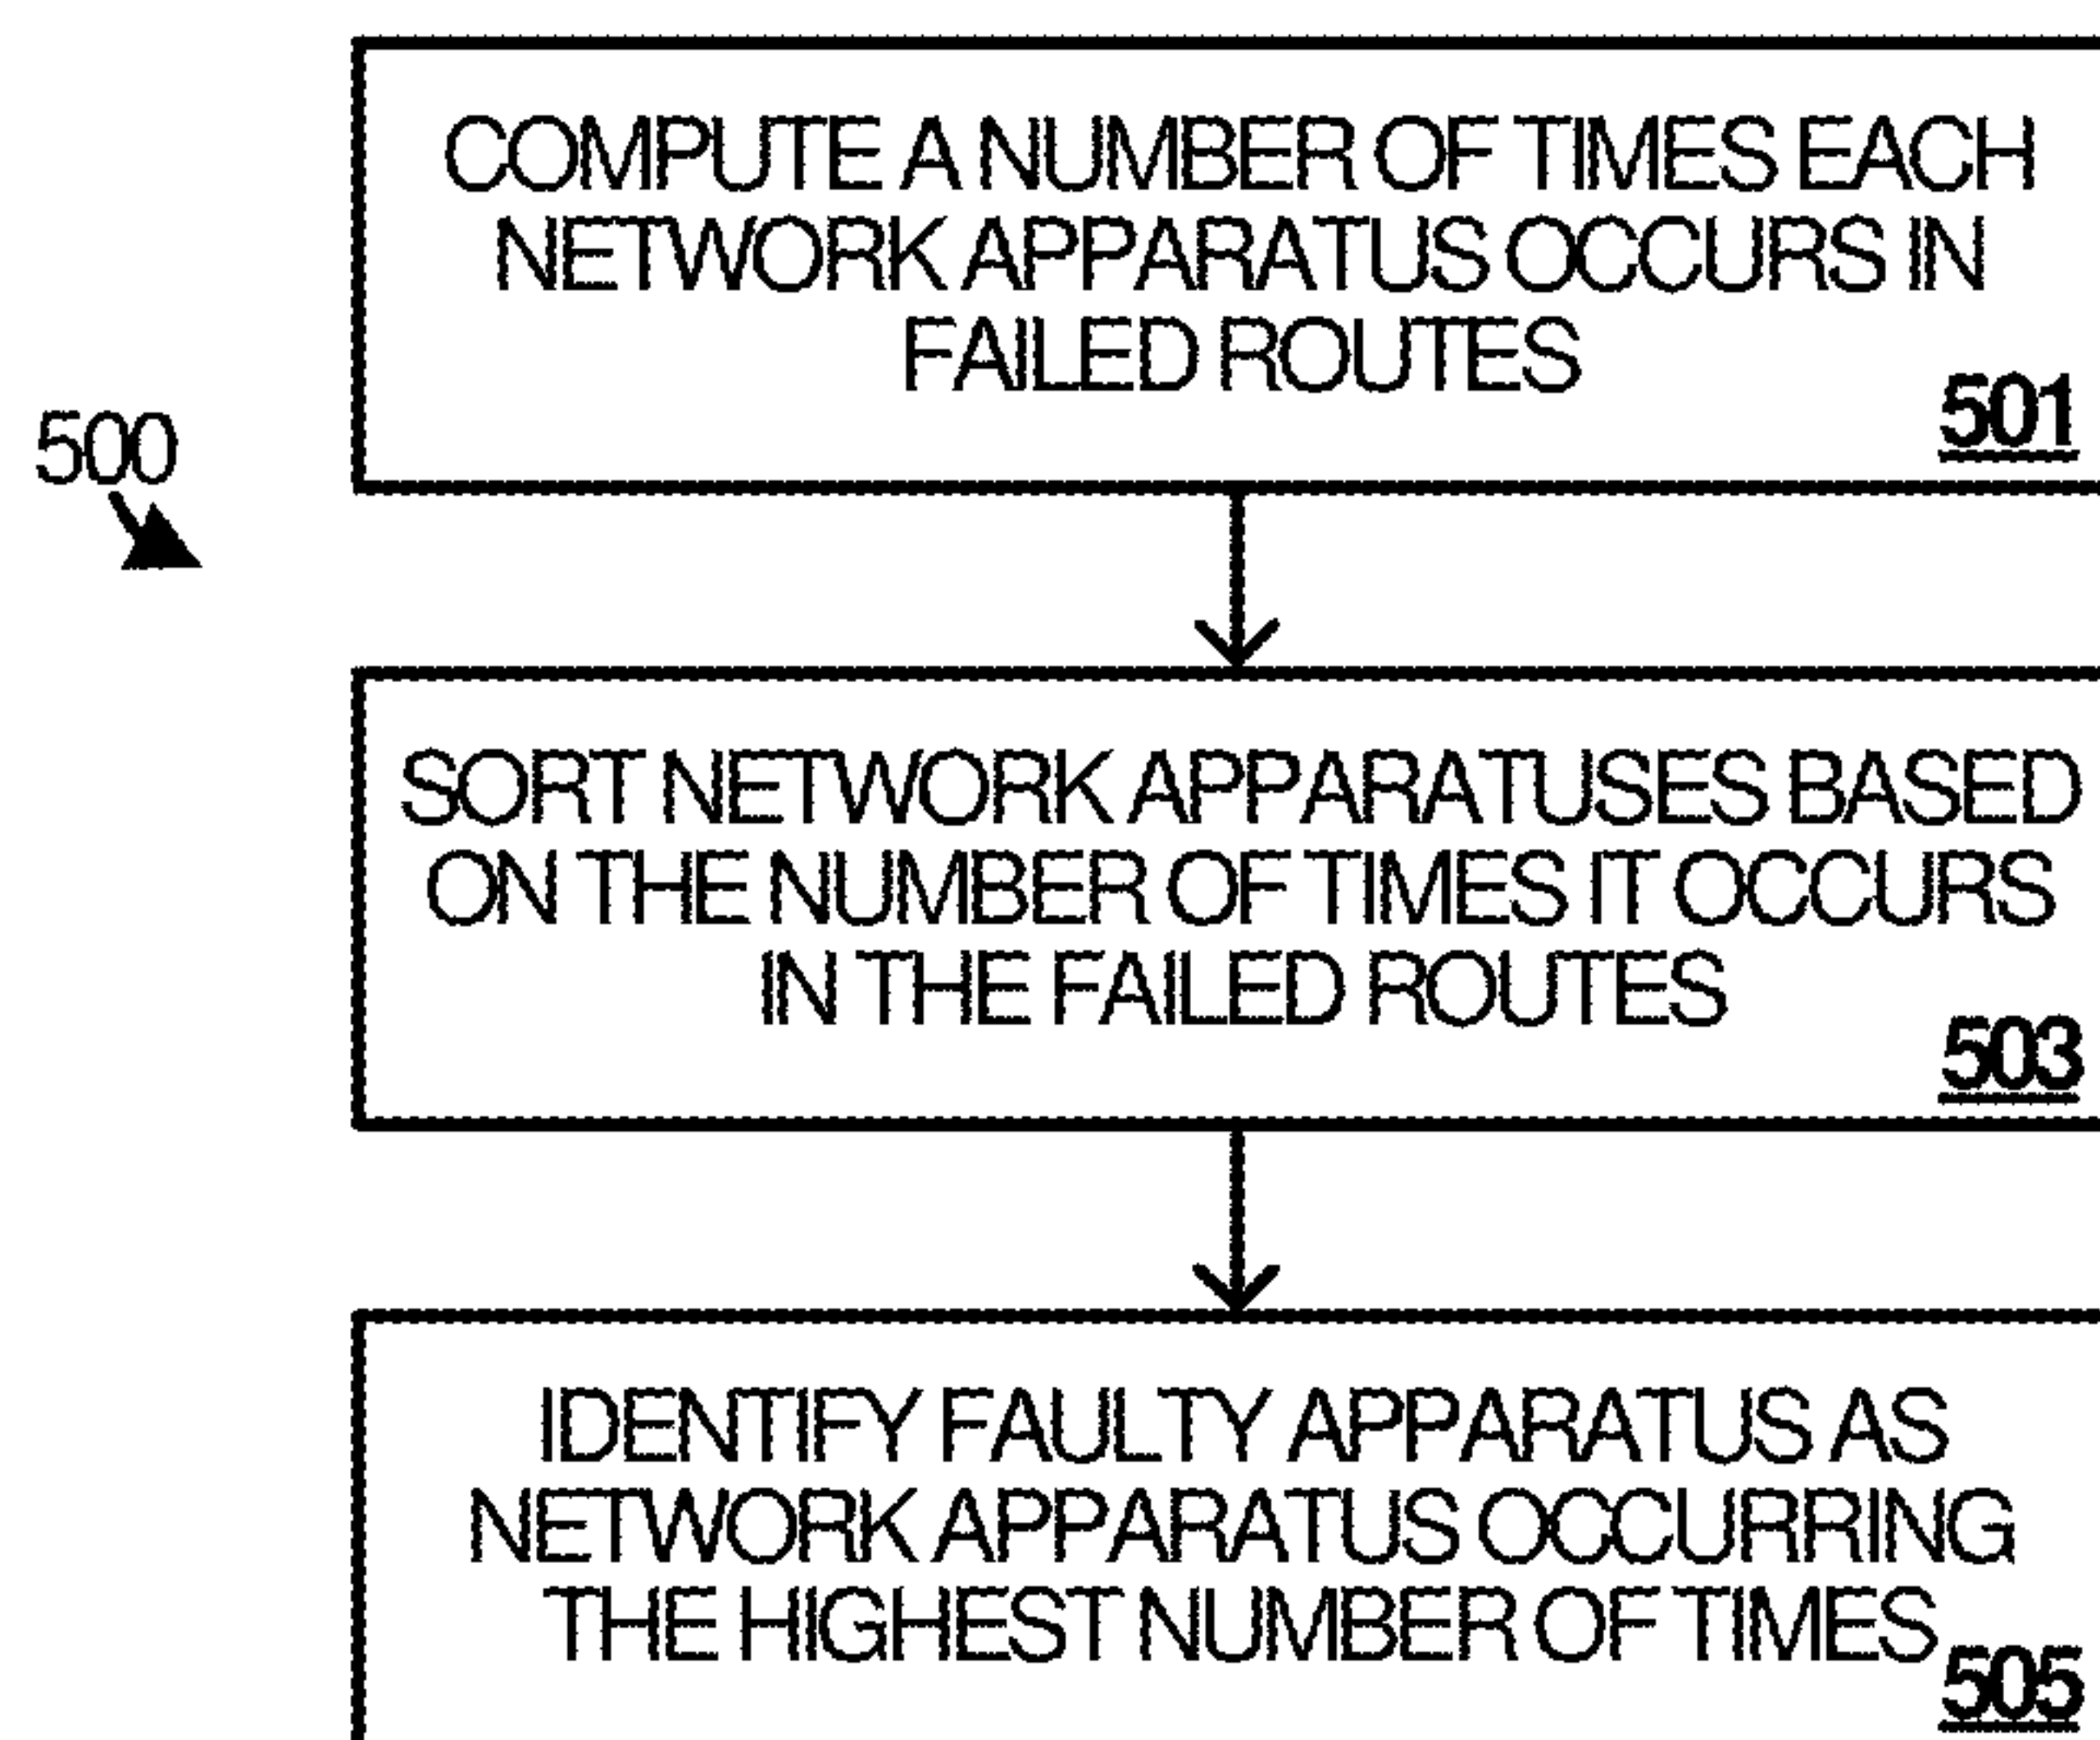 COMPUTE A NUMBER OF TIMES EACH
NETWORK APPARATUS OCCURS IN
FAILED ROUTES
501
500
SORT NETWORK APPARATUSES BASED
ON THE NUMBER OF TIMES IT OCCURS
IN THE FAILED ROUTES
503
IDENTIFY FAULTY APPARATUS AS
NETWORK APPARATUS OCCURRING
THE HIGHEST NUMBER OF TIMES
505